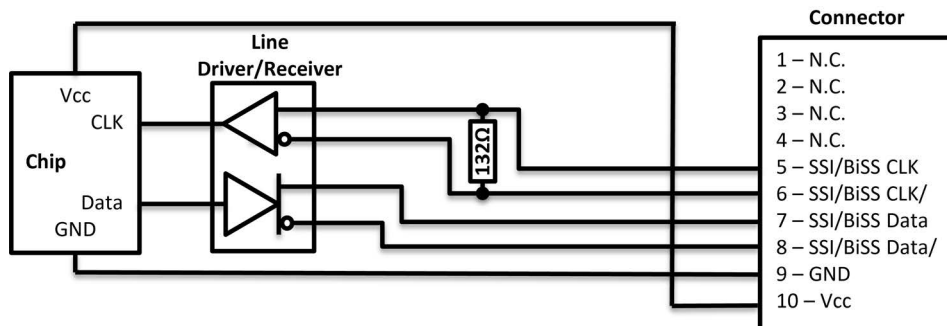 Connector
Line
Driver/Receiver
Vcc
CLK
Chip
Data
GND
132Ω
1 – N.C.
2 – N.C.
3 – N.C.
4 – N.C.
5 – SSI/BiSS CLK
6 – SSI/BiSS CLK/
7 – SSI/BiSS Data
8 – SSI/BiSS Data/
9 – GND
10 – Vcc